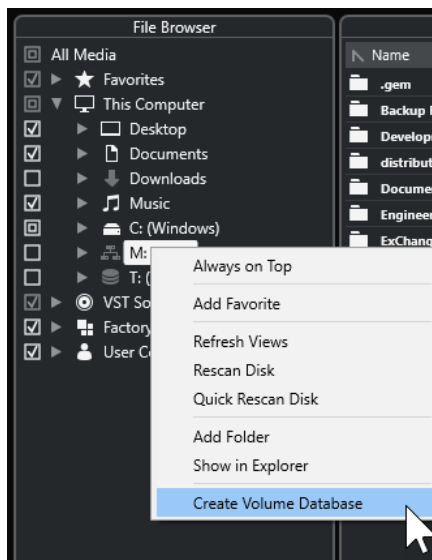 File Browser
All Media
Favorites
This Computer
Desktop
Documents
Downloads
Music
C: (Windows)
M:
T: (
VST So
Factory
User Co
Name
.gem
Backup
Develop
distribut
Docume
Engineer
ExChang
Always on Top
Add Favorite
Refresh Views
Rescan Disk
Quick Rescan Disk
Add Folder
Show in Explorer
Create Volume Database